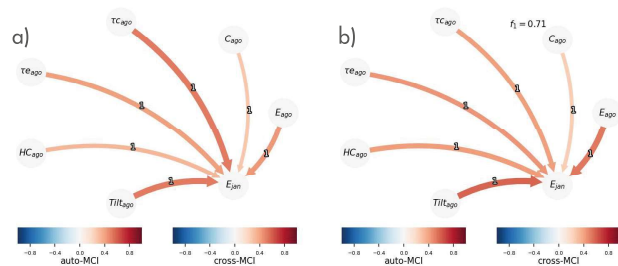 a)
τc_ago
C_ago
τe_ago
E_ago
HC_ago
Tilt_ago
E_jan
1
1
1
1
1
1
−0.8 −0.4 0.0 0.4 0.8
auto-MCI
−0.8 −0.4 0.0 0.4 0.8
cross-MCI
b)
f₁ = 0.71
τc_ago
C_ago
τe_ago
E_ago
HC_ago
Tilt_ago
E_jan
1
1
1
1
1
1
−0.8 −0.4 0.0 0.4 0.8
auto-MCI
−0.8 −0.4 0.0 0.4 0.8
cross-MCI